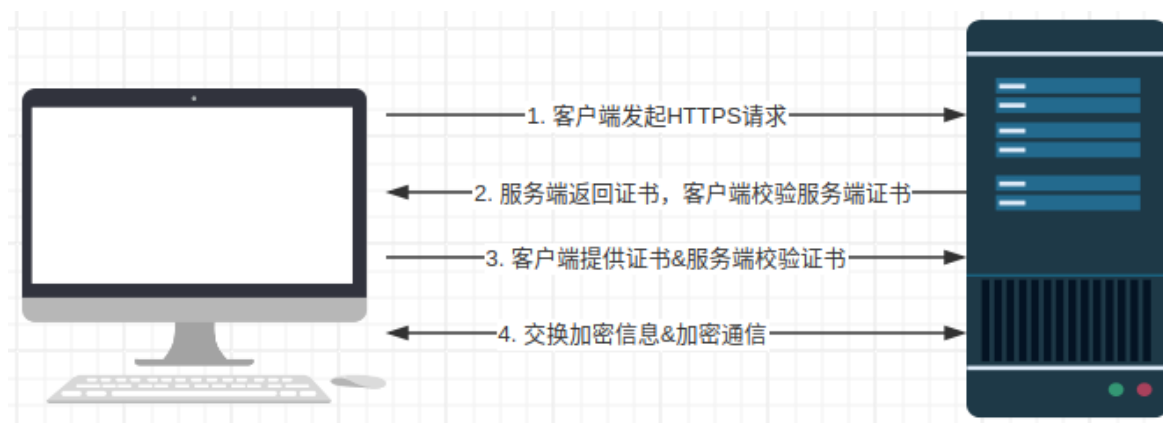 1. 客户端发起HTTPS请求
2. 服务端返回证书，客户端校验服务端证书
3. 客户端提供证书&服务端校验证书
4. 交换加密信息&加密通信